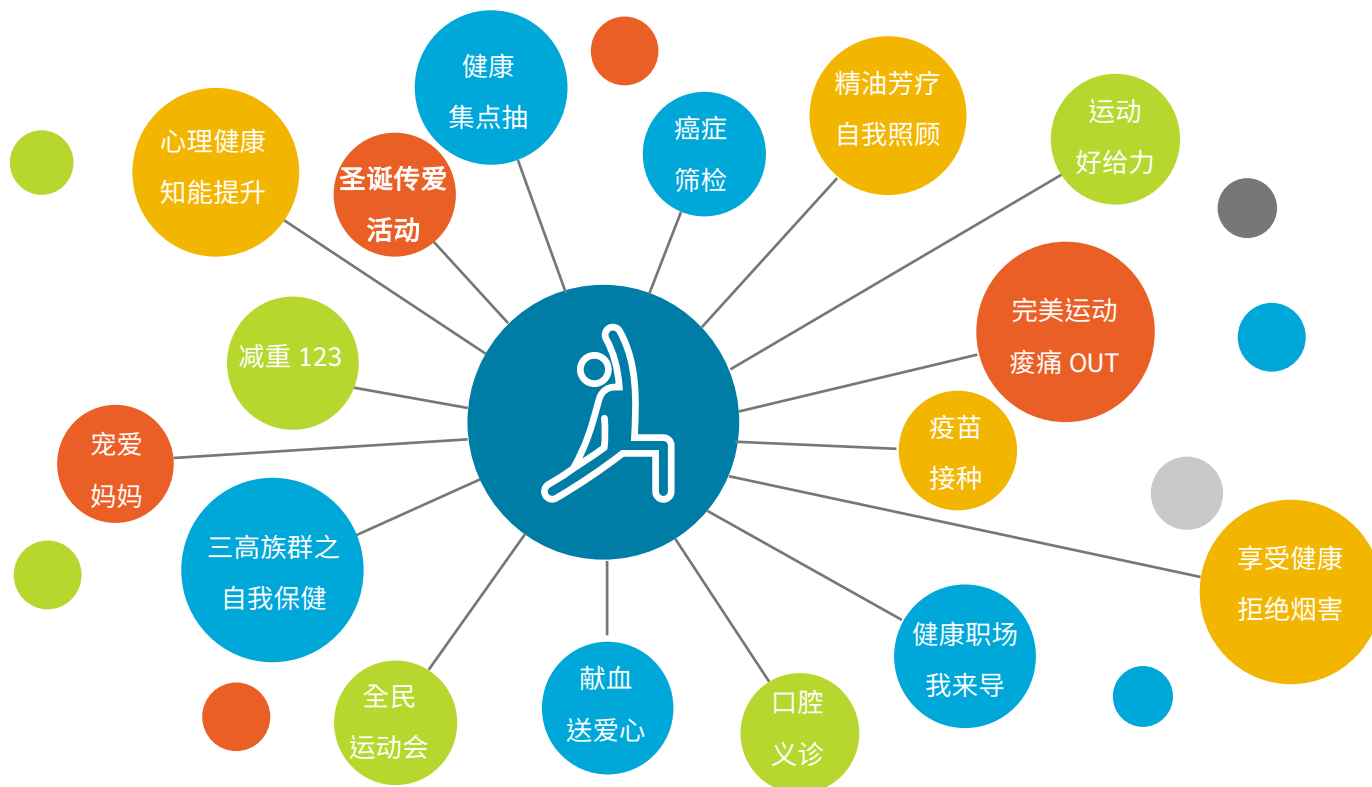 健康
集点抽
精油芳疗
自我照顾
运动
好给力
癌症
筛检
心理健康
知能提升
圣诞传爱
活动
完美运动
痠痛 OUT
减重 123
疫苗
接种
宠爱
妈妈
三高族群之
自我保健
享受健康
拒绝烟害
健康职场
我来导
献血
送爱心
全民
运动会
口腔
义诊